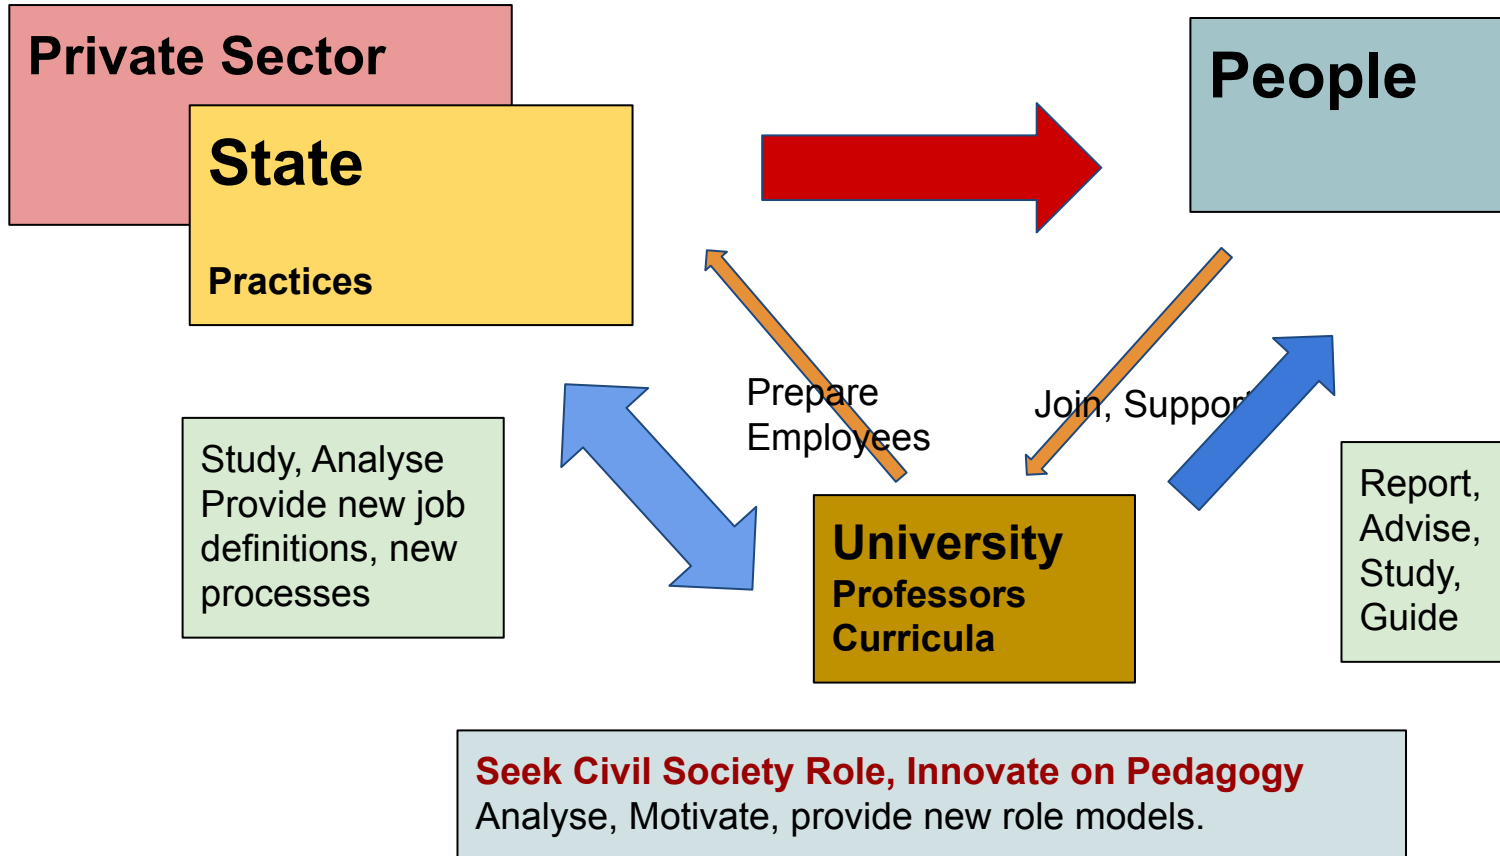 Private Sector
People
State
Practices
Prepare
Employees
Join, Support
Study, Analyse
Provide new job
definitions, new
processes
Report,
Advise,
Study,
Guide
University
Professors
Curricula
Seek Civil Society Role, Innovate on Pedagogy
Analyse, Motivate, provide new role models.